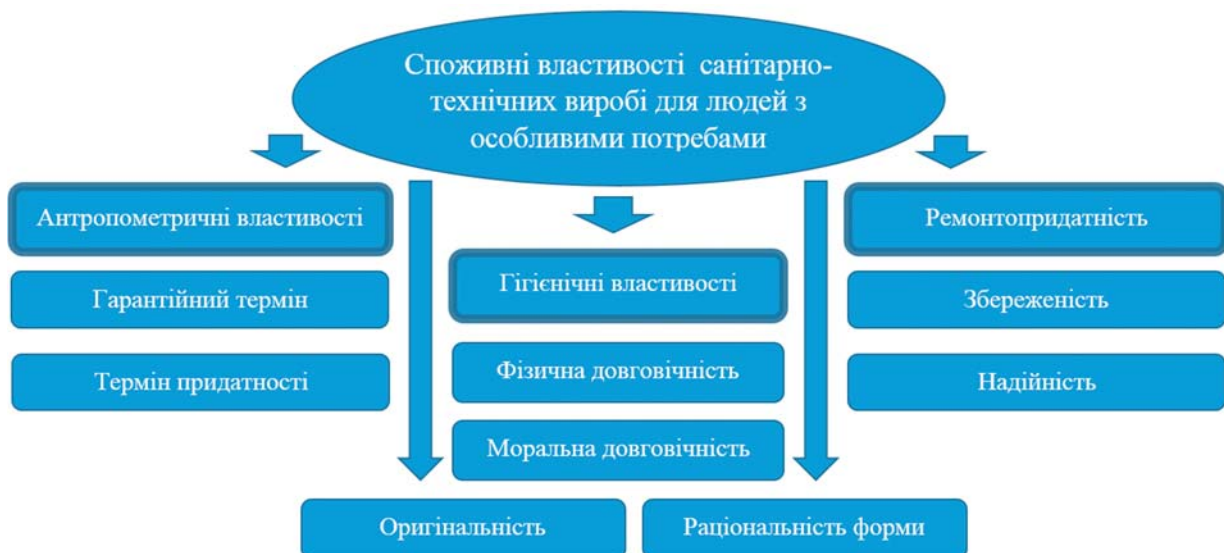 Споживні властивості санітарно-
технічних виробі для людей з
особливими потребами
Антропометричні властивості
Гарантійний термін
Термін придатності
Гігієнічні властивості
Фізична довговічність
Моральна довговічність
Ремонтопридатність
Збереженість
Надійність
Оригінальність
Раціональність форми